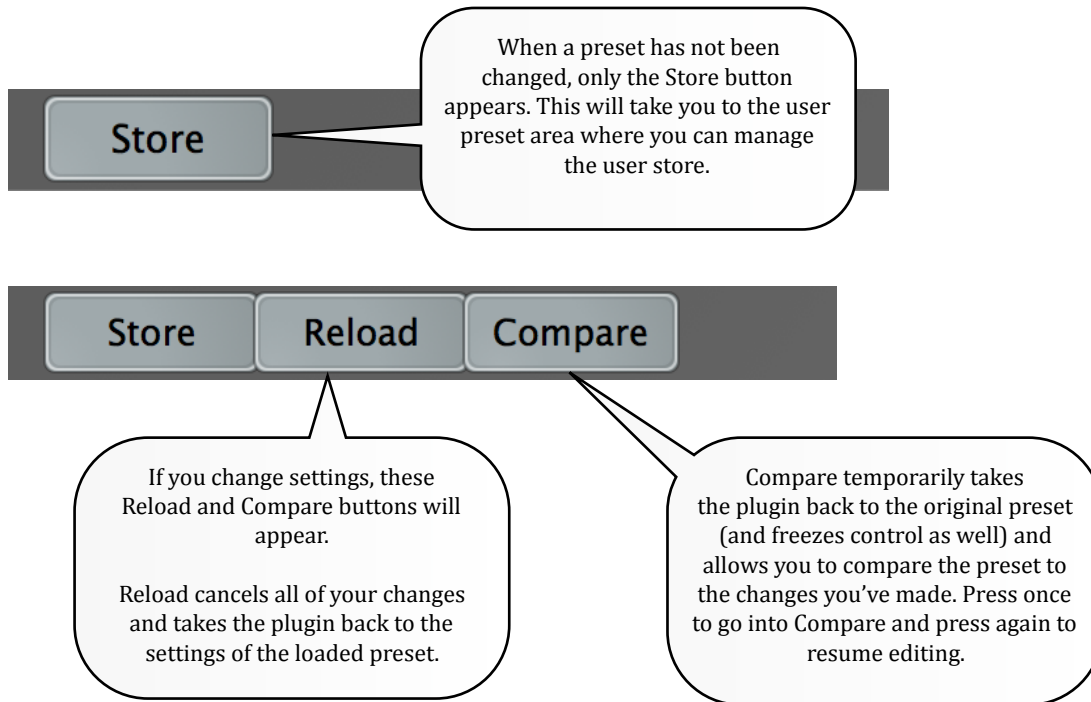 Store
When a preset has not been
changed, only the Store button
appears. This will take you to the user
preset area where you can manage
the user store.
Store
Reload
Compare
If you change settings, these
Reload and Compare buttons will
appear.
Reload cancels all of your changes
and takes the plugin back to the
settings of the loaded preset.
Compare temporarily takes
the plugin back to the original preset
(and freezes control as well) and
allows you to compare the preset to
the changes you’ve made. Press once
to go into Compare and press again to
resume editing.